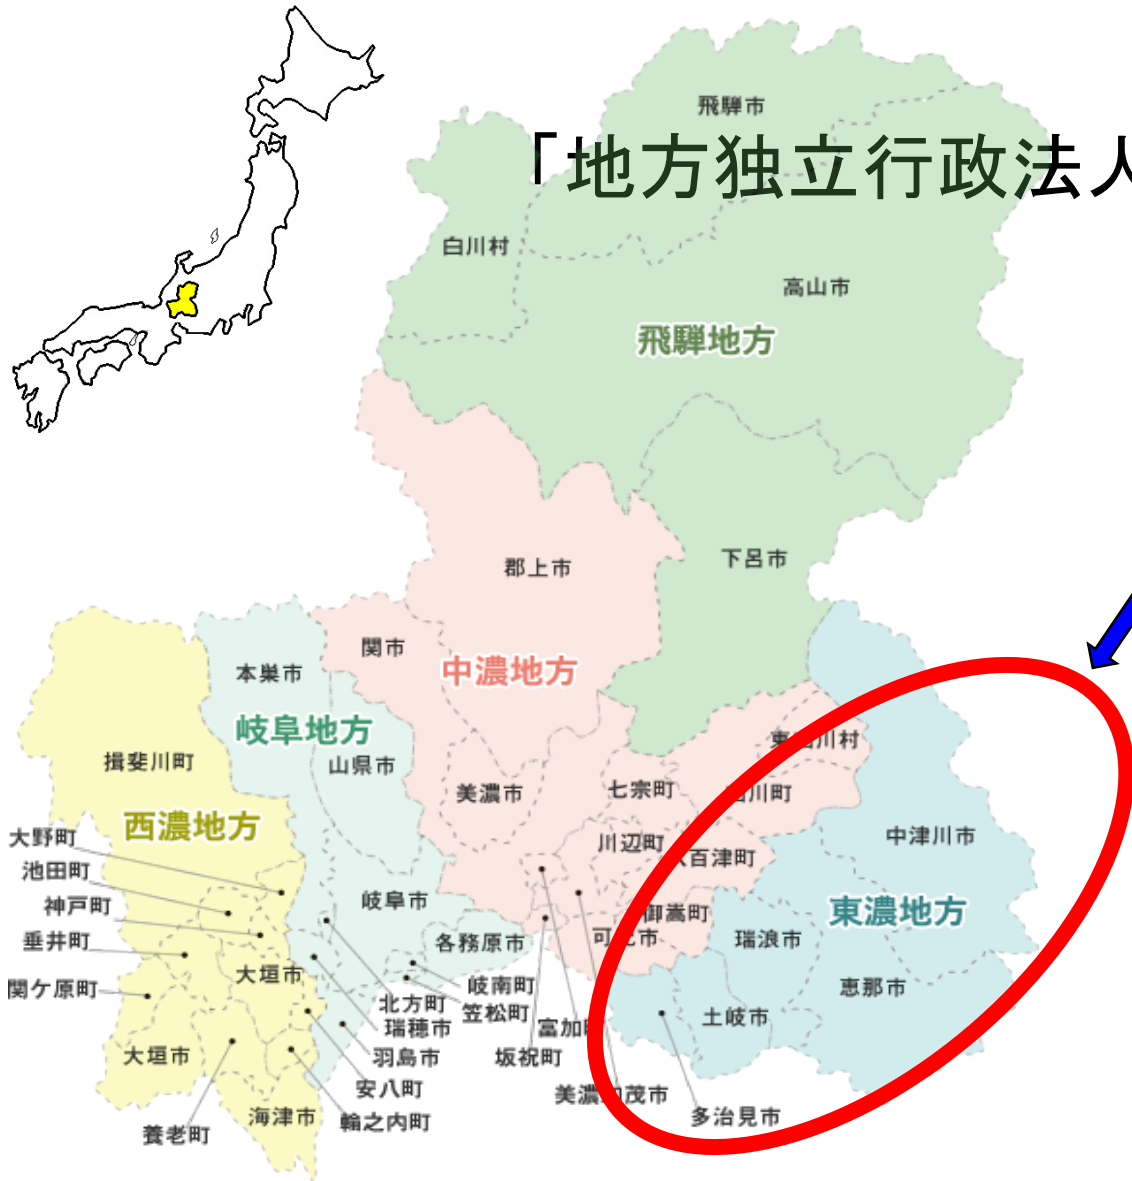 飛騨市
「地方独立行政法人
白川村
高山市
飛騨地方
下呂市
郡上市
関市
中濃地方
本巣市
岐阜地方
山県市
揖斐川町
美濃市
七宗町
西濃地方
大野町
川辺町
百津町
中津川市
池田町
岐阜市
神戸町
御嵩町
東濃地方
垂井町
各務原市
瑞浪市
大垣市
関ケ原町
岐南町
恵那市
北方町
笠松町
土岐市
瑞穂市
富加
大垣市
羽島市
坂祝町
安八町
美濃加茂市
多治見市
海津市
輪之内町
養老町